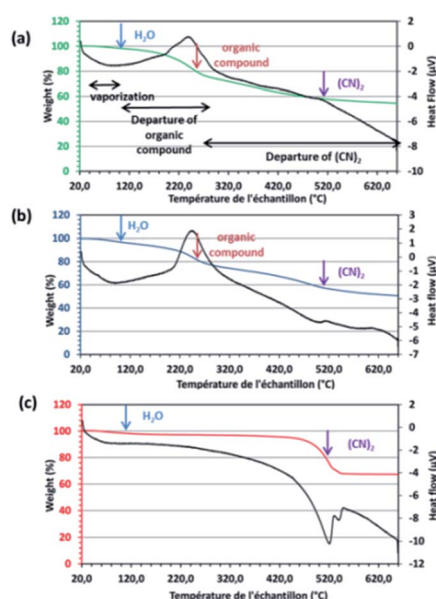 (a)
120
100
80
60
40
20
0
Weight (%)
H₂O
organic
compound
(CN)₂
vaporization
Departure of
organic
compound
Departure of (CN)₂
2
0
-2
-4
-6
-8
-10
Heat Flow (µV)
20,0 120,0 220,0 320,0 420,0 520,0 620,0
Température de l'échantillon (°C)
(b)
120
100
80
60
40
20
0
Weight (%)
H₂O
organic
compound
(CN)₂
3
2
1
0
-1
-2
-3
-4
-5
-6
-7
Heat flow (µV)
20,0 120,0 220,0 320,0 420,0 520,0 620,0
Température de l'échantillon (°C)
(c)
120
100
80
60
40
20
0
Weight (%)
H₂O
(CN)₂
2
0
-2
-4
-6
-8
-10
-12
Heat flow (µV)
20,0 120,0 220,0 320,0 420,0 520,0 620,0
Température de l'échantillon (°C)